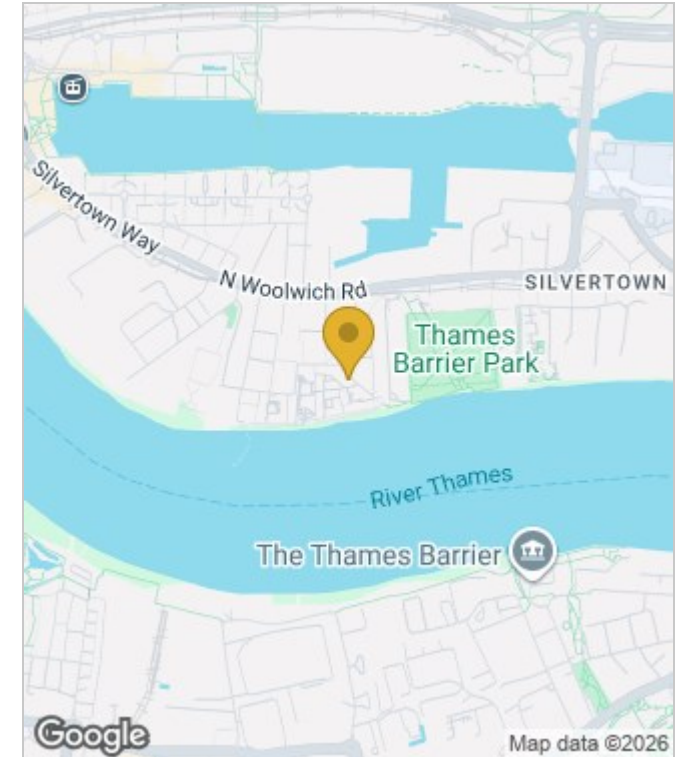 Silvertown Way
N Woolwich Rd
SILVERTOWN
Thames
Barrier Park
River Thames
The Thames Barrier
Google
Map data ©2026